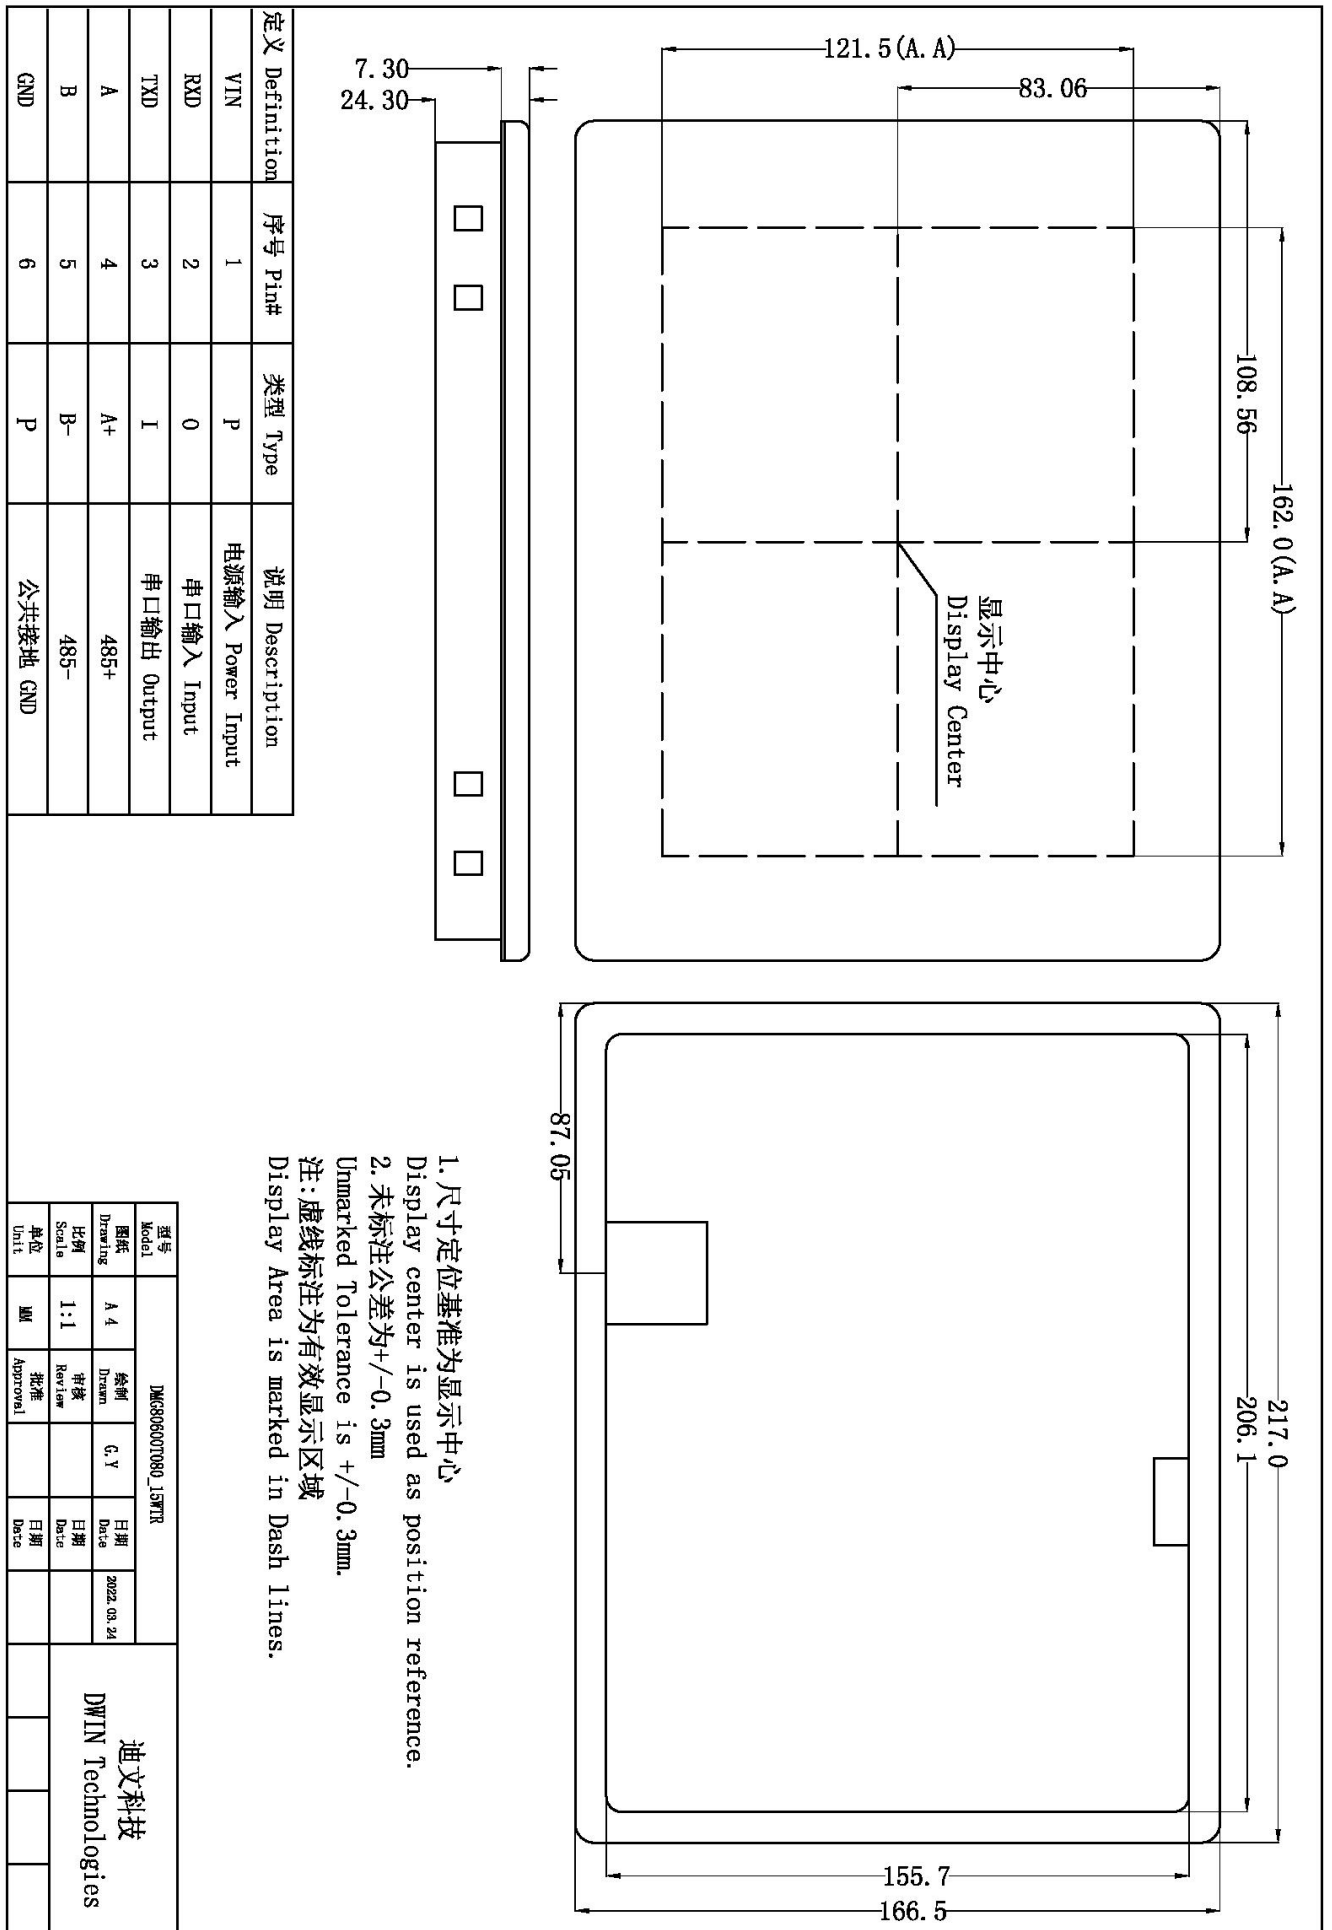 162.0(A.A)
108.56
121.5(A.A)
83.06
显示中心
Display Center
217.0
206.1
155.7
166.5
87.05
7.30
24.30
1.尺寸定位基准为显示中心
Display center is used as position reference.
2.未标注公差为+/-0.3mm
Unmarked Tolerance is +/-0.3mm.
注:虚线标注为有效显示区域
Display Area is marked in Dash lines.
定义 Definition 序号 Pin# 类型 Type 说明 Description
VIN 1 P 电源输入 Power Input
RXD 2 O 串口输入 Input
TXD 3 I 串口输出 Output
A 4 A+ 485+
B 5 B- 485-
GND 6 P 公共接地 GND
型号 Model DMG80600T080_15WTR
图纸 Drawing A4 绘制 Drawn G.Y 日期 Date 2022.03.24
比例 Scale 1:1 审核 Review 日期 Date
单位 Unit MM 批准 Approval 日期 Date
迪文科技
DWIN Technologies